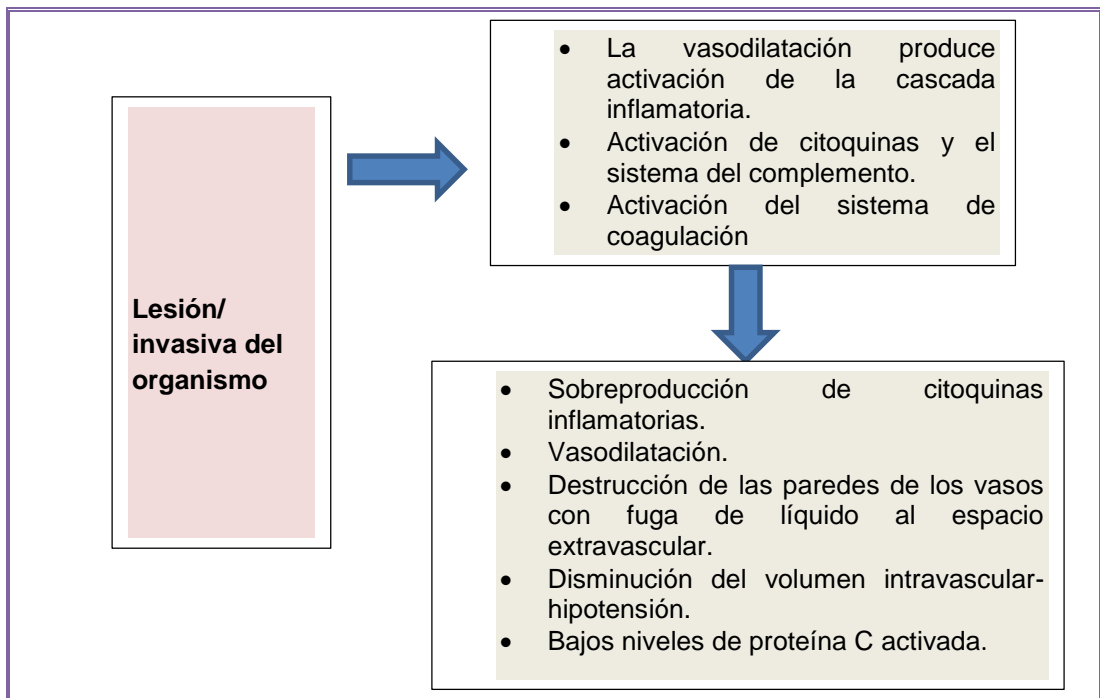 Lesión/
invasiva del
organismo
• La vasodilatación produce
activación de la cascada
inflamatoria.
• Activación de citoquinas y el
sistema del complemento.
• Activación del sistema de
coagulación
• Sobreproducción de citoquinas
inflamatorias.
• Vasodilatación.
• Destrucción de las paredes de los vasos
con fuga de líquido al espacio
extravascular.
• Disminución del volumen intravascular-
hipotensión.
• Bajos niveles de proteína C activada.